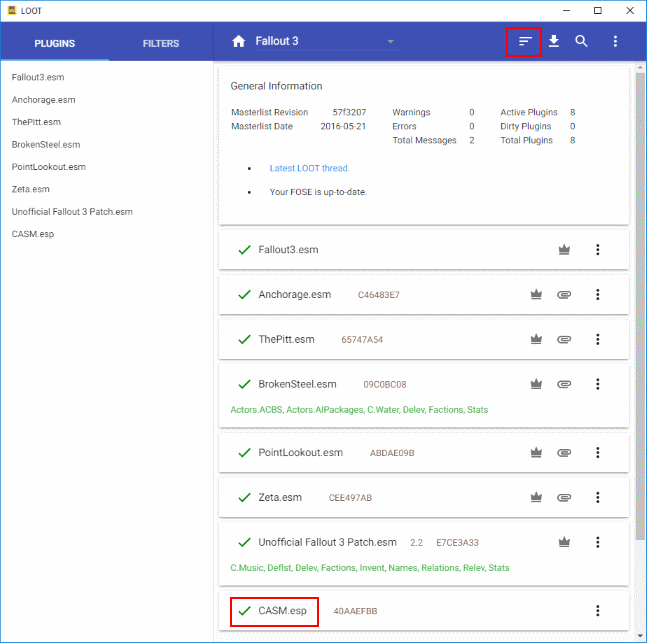 LOOT
PLUGINS
FILTERS
Fallout 3
Fallout3.esm
Anchorage.esm
ThePitt.esm
BrokenSteel.esm
PointLookout.esm
Zeta.esm
Unofficial Fallout 3 Patch.esm
CASM.esp
General Information
Masterlist Revision 57f3207 Warnings 0 Active Plugins 8
Masterlist Date 2016-05-21 Errors 0 Dirty Plugins 0
Total Messages 2 Total Plugins 8
Latest LOOT thread.
Your FOSE is up-to-date.
Fallout3.esm
Anchorage.esm C46483E7
ThePitt.esm 65747A54
BrokenSteel.esm 09C0BC08
Actors.ACBS, Actors.AIPackages, C.Water, Delev, Factions, Stats
PointLookout.esm ABDAE09B
Zeta.esm CEE497AB
Unofficial Fallout 3 Patch.esm 2.2 E7CE3A33
C.Music, Deflst, Delev, Factions, Invent, Names, Relations, Relev, Stats
CASM.esp 40AAEFBB